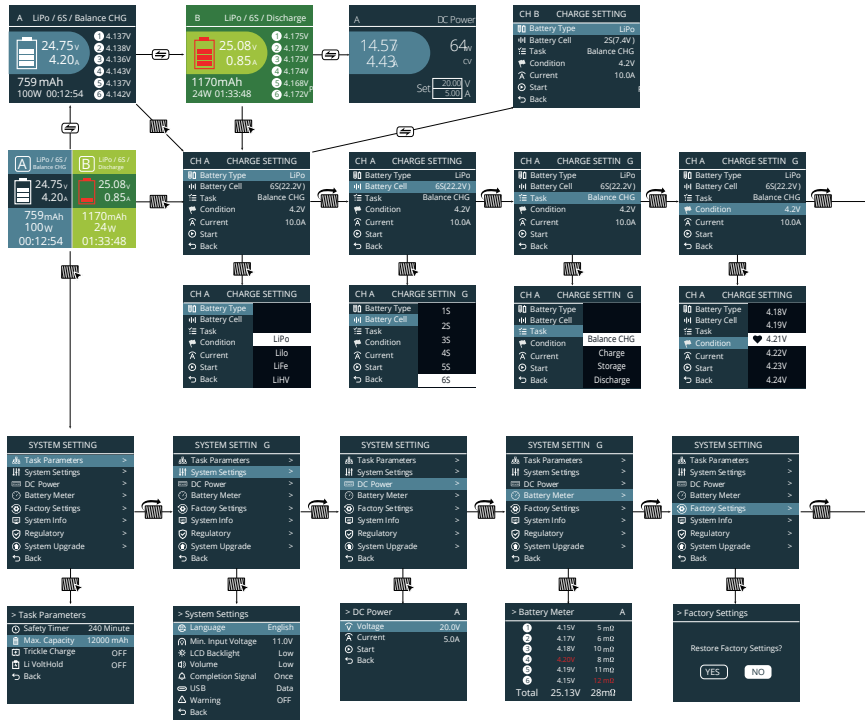 A LiPo / 6S / Balance CHG
24.75v
4.20A
759 mAh
100W 00:12:54
1 4.137V
2 4.138V
3 4.136V
4 4.143V
5 4.137V
6 4.142V
B LiPo / 6S / Discharge
25.08v
0.85A
1170mAh
24W 01:33:48
1 4.175V
2 4.173V
3 4.173V
4 4.174V
5 4.168V
6 4.172V
A DC Power
14.57V
4.43A
64W
CV
Set 20.00 V
5.00 A
CH B CHARGE SETTING
Battery Type LiPo
Battery Cell 2S(7.4V )
Task Balance CHG
Condition 4.2V
Current 10.0A
Start
Back
A LiPo / 6S /
Balance CHG
24.75v
4.20A
759mAh
100W
00:12:54
B LiPo / 6S /
Discharge
25.08v
0.85A
1170mAh
24W
01:33:48
CH A CHARGE SETTING
Battery Type LiPo
Battery Cell 6S(22.2V )
Task Balance CHG
Condition 4.2V
Current 10.0A
Start
Back
CH A CHARGE SETTING
Battery Type LiPo
Battery Cell 6S(22.2V )
Task Balance CHG
Condition 4.2V
Current 10.0A
Start
Back
CH A CHARGE SETTIN G
Battery Type LiPo
Battery Cell 6S(22.2V )
Task Balance CHG
Condition 4.2V
Current 10.0A
Start
Back
CH A CHARGE SETTIN G
Battery Type LiPo
Battery Cell 6S(22.2V )
Task Balance CHG
Condition 4.2V
Current 10.0A
Start
Back
CH A CHARGE SETTING
Battery Type
Battery Cell
Task
Condition
Current
Start
Back
LiPo
LiIo
LiFe
LiHV
CH A CHARGE SETTIN G
Battery Type
Battery Cell
Task
Condition
Current
Start
Back
1S
2S
3S
4S
5S
6S
CH A CHARGE SETTIN G
Battery Type
Battery Cell
Task
Condition
Current
Start
Back
Balance CHG
Charge
Storage
Discharge
CH A CHARGE SETTIN G
Battery Type
Battery Cell
Task
Condition
Current
Start
Back
4.18V
4.19V
4.21V
4.22V
4.23V
4.24V
SYSTEM SETTING
Task Parameters >
System Settings >
DC Power >
Battery Meter >
Factory Settings >
System Info >
Regulatory >
System Upgrade >
Back
SYSTEM SETTIN G
Task Parameters >
System Settings >
DC Power >
Battery Meter >
Factory Settings >
System Info >
Regulatory >
System Upgrade >
Back
SYSTEM SETTING
Task Parameters >
System Settings >
DC Power >
Battery Meter >
Factory Settings >
System Info >
Regulatory >
System Upgrade >
Back
SYSTEM SETTIN G
Task Parameters >
System Settings >
DC Power >
Battery Meter >
Factory Settings >
System Info >
Regulatory >
System Upgrade >
Back
SYSTEM SETTING
Task Parameters >
System Settings >
DC Power >
Battery Meter >
Factory Settings >
System Info >
Regulatory >
System Upgrade >
Back
> Task Parameters
Safety Timer 240 Minute
Max. Capacity 12000 mAh
Trickle Charge OFF
Li VoltHold OFF
Back
> System Settings
Language English
Min. Input Voltage 11.0V
LCD Backlight Low
Volume Low
Completion Signal Once
USB Data
Warning OFF
Back
> DC Power A
Voltage 20.0V
Current 5.0A
Start
Back
> Battery Meter A
1 4.15V 5 mΩ
2 4.17V 6 mΩ
3 4.18V 10 mΩ
4 4.20V 8 mΩ
5 4.19V 11 mΩ
6 4.15V 12 mΩ
Total 25.13V 28mΩ
> Factory Settings
Restore Factory Settings?
YES NO